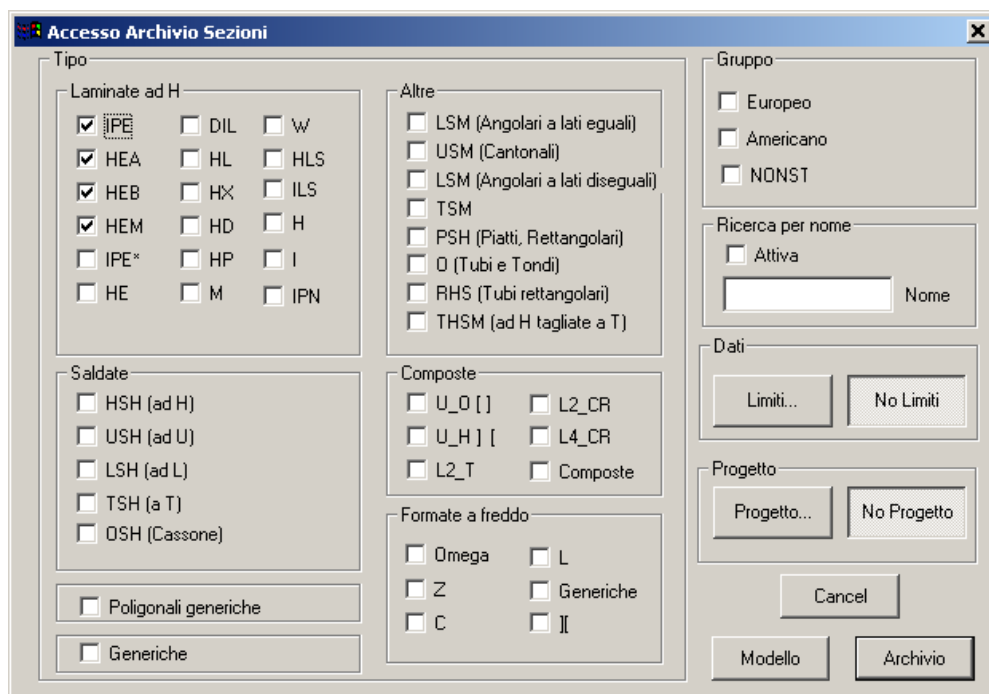 Accesso Archivio Sezioni
Tipo
Laminate ad H
IPE DIL W
HEA HL HLS
HEB HX ILS
HEM HD H
IPE* HP I
HE M IPN
Altre
LSM (Angolari a lati eguali)
USM (Cantonali)
LSM (Angolari a lati diseguali)
TSM
PSH (Piatti, Rettangolari)
O (Tubi e Tondi)
RHS (Tubi rettangolari)
THSM (ad H tagliate a T)
Saldate
HSH (ad H)
USH (ad U)
LSH (ad L)
TSH (a T)
OSH (Cassone)
Composte
U_O [ ] L2_CR
U_H ] [ L4_CR
L2_T Composte
Formate a freddo
Omega L
Z Generiche
C ][
Poligonali generiche
Generiche
Gruppo
Europeo
Americano
NONST
Ricerca per nome
Attiva
Nome
Dati
Limiti... No Limiti
Progetto
Progetto... No Progetto
Cancel
Modello Archivio